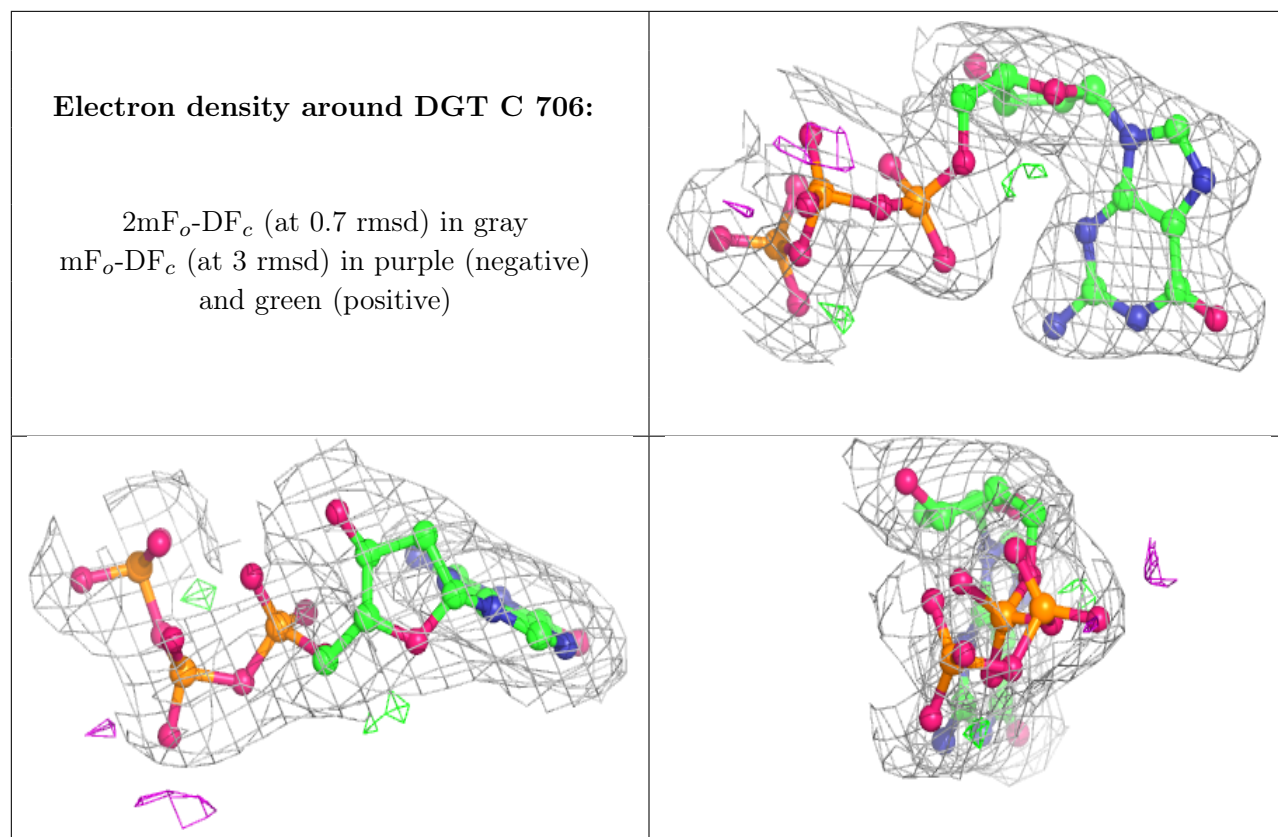 Electron density around DGT C 706:
2mFo-DFc (at 0.7 rmsd) in gray
mFo-DFc (at 3 rmsd) in purple (negative)
and green (positive)